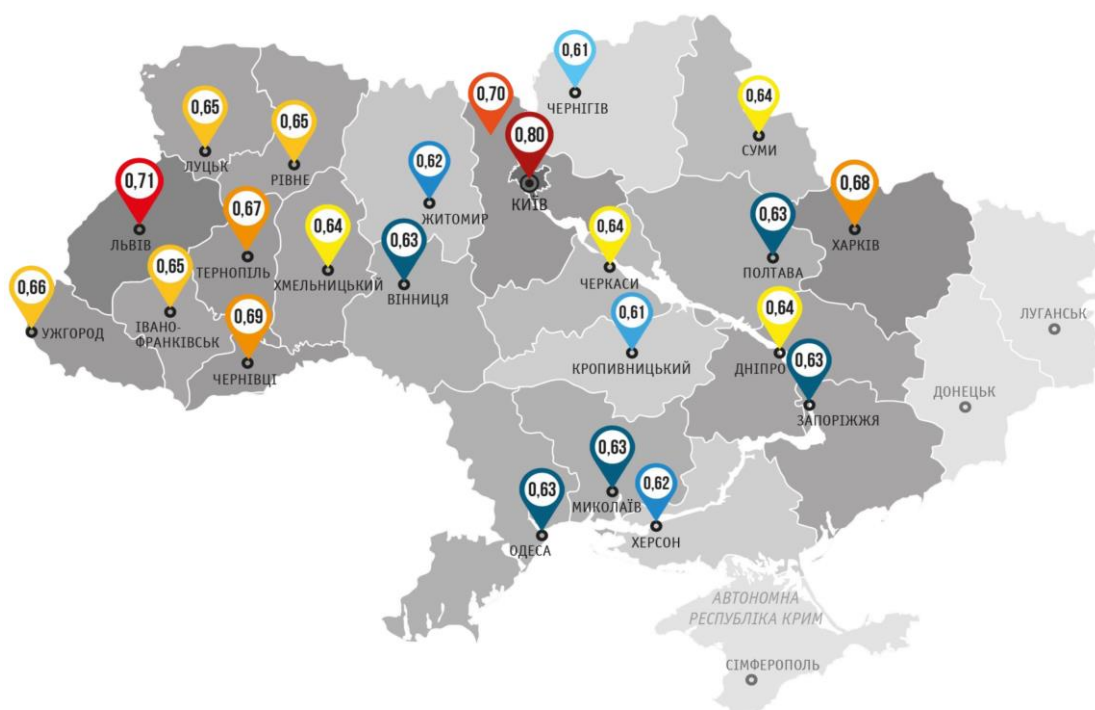 0,61
ЧЕРНІГІВ
0,70
0,64
СУМИ
0,65
ЛУЦЬК
0,65
РІВНЕ
0,80
КИЇВ
0,62
ЖИТОМИР
0,71
ЛЬВІВ
0,67
ТЕРНОПІЛЬ
0,64
ХМЕЛЬНИЦЬКИЙ
0,63
ВІННИЦЯ
0,68
ХАРКІВ
0,63
ПОЛТАВА
0,64
ЧЕРКАСИ
0,66
УЖГОРОД
0,65
ІВАНО-
ФРАНКІВСЬК
0,69
ЧЕРНІВЦІ
0,61
КРОПИВНИЦЬКИЙ
0,64
ДНІПРО
0,63
ЗАПОРІЖЖЯ
ЛУГАНСЬК
ДОНЕЦЬК
0,63
МИКОЛАЇВ
0,63
ОДЕСА
0,62
ХЕРСОН
АВТОНОМНА
РЕСПУБЛІКА КРИМ
СІМФЕРОПОЛЬ